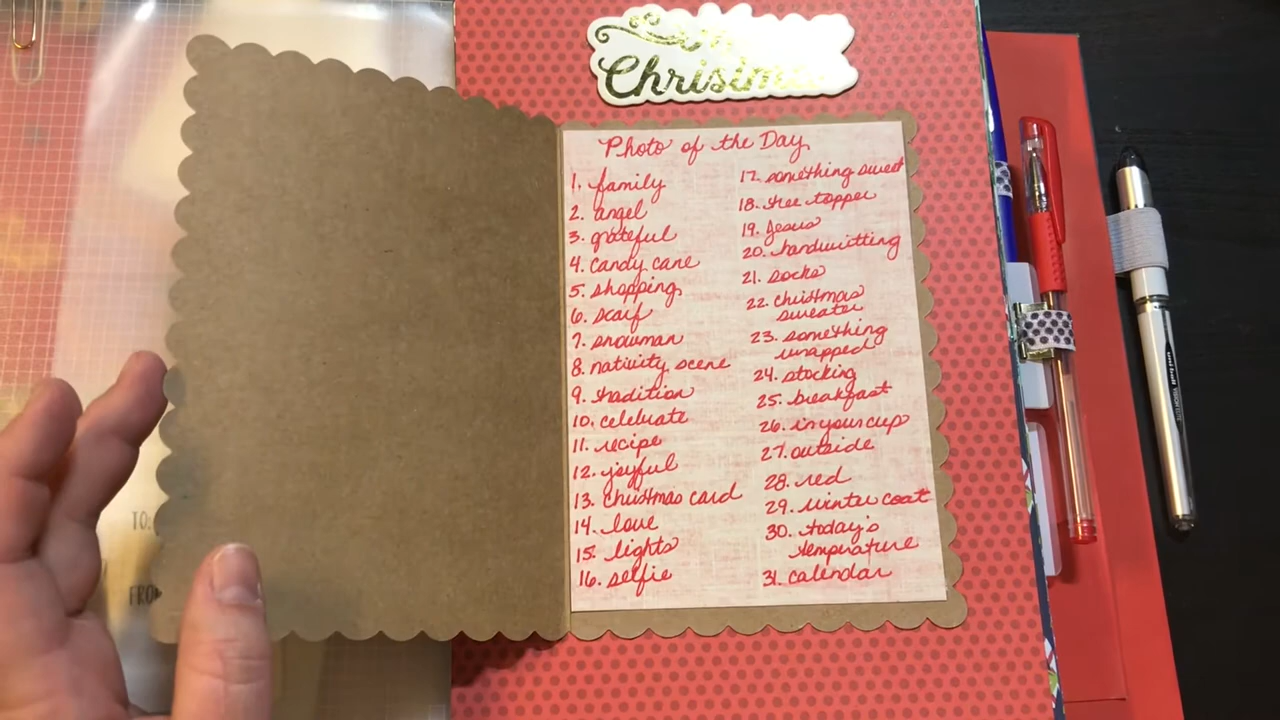 Christmas
Photo of the Day
1. family
2. angel
3. grateful
4. candy cane
5. shopping
6. scarf
7. snowman
8. nativity scene
9. tradition
10. celebrate
11. recipe
12. joyful
13. christmas card
14. love
15. lights
16. selfie
17. something sweet
18. tree topper
19. Jesus
20. handwritting
21. socks
22. christmas
sweater
23. something
wrapped
24. stocking
25. breakfast
26. in your cup
27. outside
28. red
29. winter coat
30. today's
temperature
31. calendar
TO:
FROM